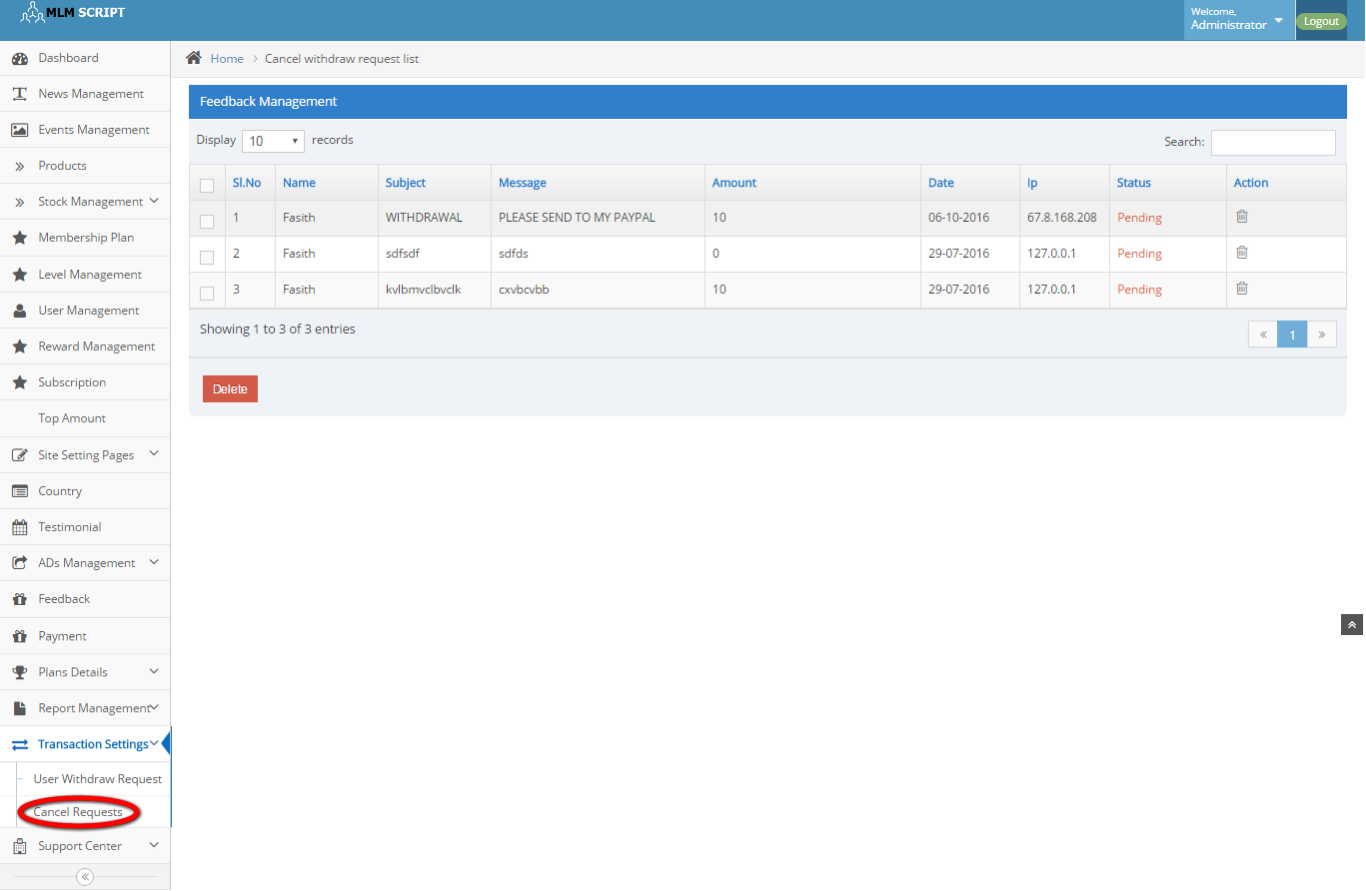 MLM SCRIPT
Welcome,
Administrator
Logout
Dashboard
News Management
Events Management
Products
Stock Management
Membership Plan
Level Management
User Management
Reward Management
Subscription
Top Amount
Site Setting Pages
Country
Testimonial
ADs Management
Feedback
Payment
Plans Details
Report Management
Transaction Settings
User Withdraw Request
Cancel Requests
Support Center
Home > Cancel withdraw request list
Feedback Management
Display 10 records
Search:
Sl.No Name Subject Message Amount Date Ip Status Action
1 Fasith WITHDRAWAL PLEASE SEND TO MY PAYPAL 10 06-10-2016 67.8.168.208 Pending
2 Fasith sdfsdf sdfds 0 29-07-2016 127.0.0.1 Pending
3 Fasith kvlbmvclbvclk cxvbcvbb 10 29-07-2016 127.0.0.1 Pending
Showing 1 to 3 of 3 entries
« 1 »
Delete